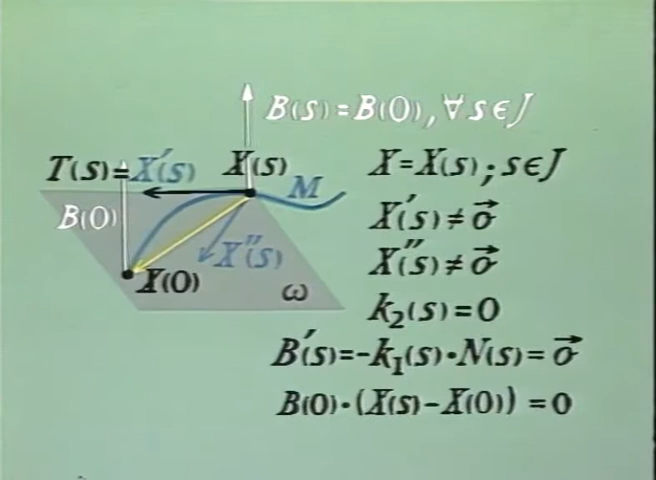 B(s) = B(0), ∀ s ∈ J
T(s) = X′(s)
X(s)
M
B(0)
X″(s)
X(0)
ω
X = X(s) ; s ∈ J
X′(s) ≠ o⃗
X″(s) ≠ o⃗
k₂(s) = 0
B′(s) = -k₁(s)·N(s) = o⃗
B(0)·(X(s) - X(0)) = 0